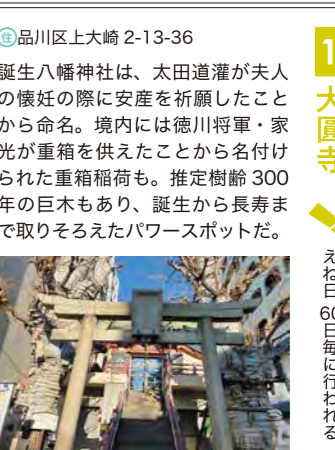 住品川区上大崎 2-13-36
誕生八幡神社は、太田道灌が夫人
の懐妊の際に安産を祈願したこと
から命名。境内には徳川将軍・家
光が重箱を供えたことから名付け
られた重箱稲荷も。推定樹齢 300
年の巨木もあり、誕生から長寿ま
で取りそろえたパワースポットだ。
1
大圓寺
えね日
60日毎に行われる